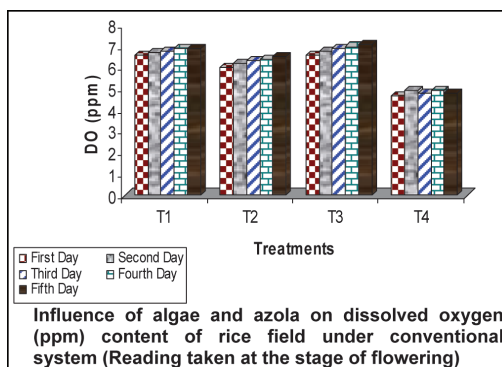 8
7
6
5
4
3
2
1
0
DO (ppm)
T1 T2 T3 T4
Treatments
First Day Second Day
Third Day Fourth Day
Fifth Day
Influence of algae and azola on dissolved oxygen
(ppm) content of rice field under conventional
system (Reading taken at the stage of flowering)